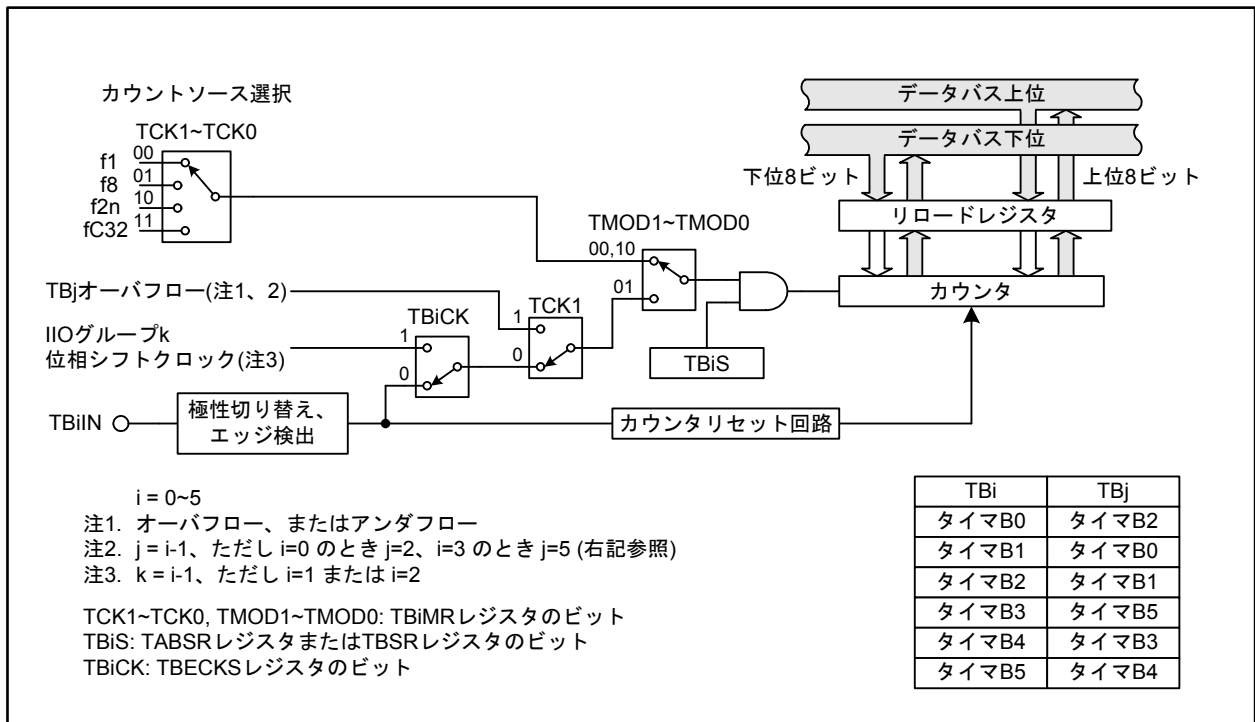 カウントソース選択
TCK1~TCK0
f1 00
f8 01
f2n 10
fC32 11
データバス上位
データバス下位
下位8ビット
上位8ビット
リロードレジスタ
カウンタ
TMOD1~TMOD0
00,10
01
TBjオーバフロー(注1、2)
TCK1
1
0
TBiCK
1
0
IIOグループk
位相シフトクロック(注3)
TBiS
TBiIN
極性切り替え、
エッジ検出
カウンタリセット回路
i = 0~5
注1. オーバフロー、またはアンダフロー
注2. j = i-1、ただし i=0 のとき j=2、i=3 のとき j=5 (右記参照)
注3. k = i-1、ただし i=1 または i=2
TCK1~TCK0, TMOD1~TMOD0: TBiMRレジスタのビット
TBiS: TABSRレジスタまたはTBSRレジスタのビット
TBiCK: TBECKSレジスタのビット
TBi TBj
タイマB0 タイマB2
タイマB1 タイマB0
タイマB2 タイマB1
タイマB3 タイマB5
タイマB4 タイマB3
タイマB5 タイマB4